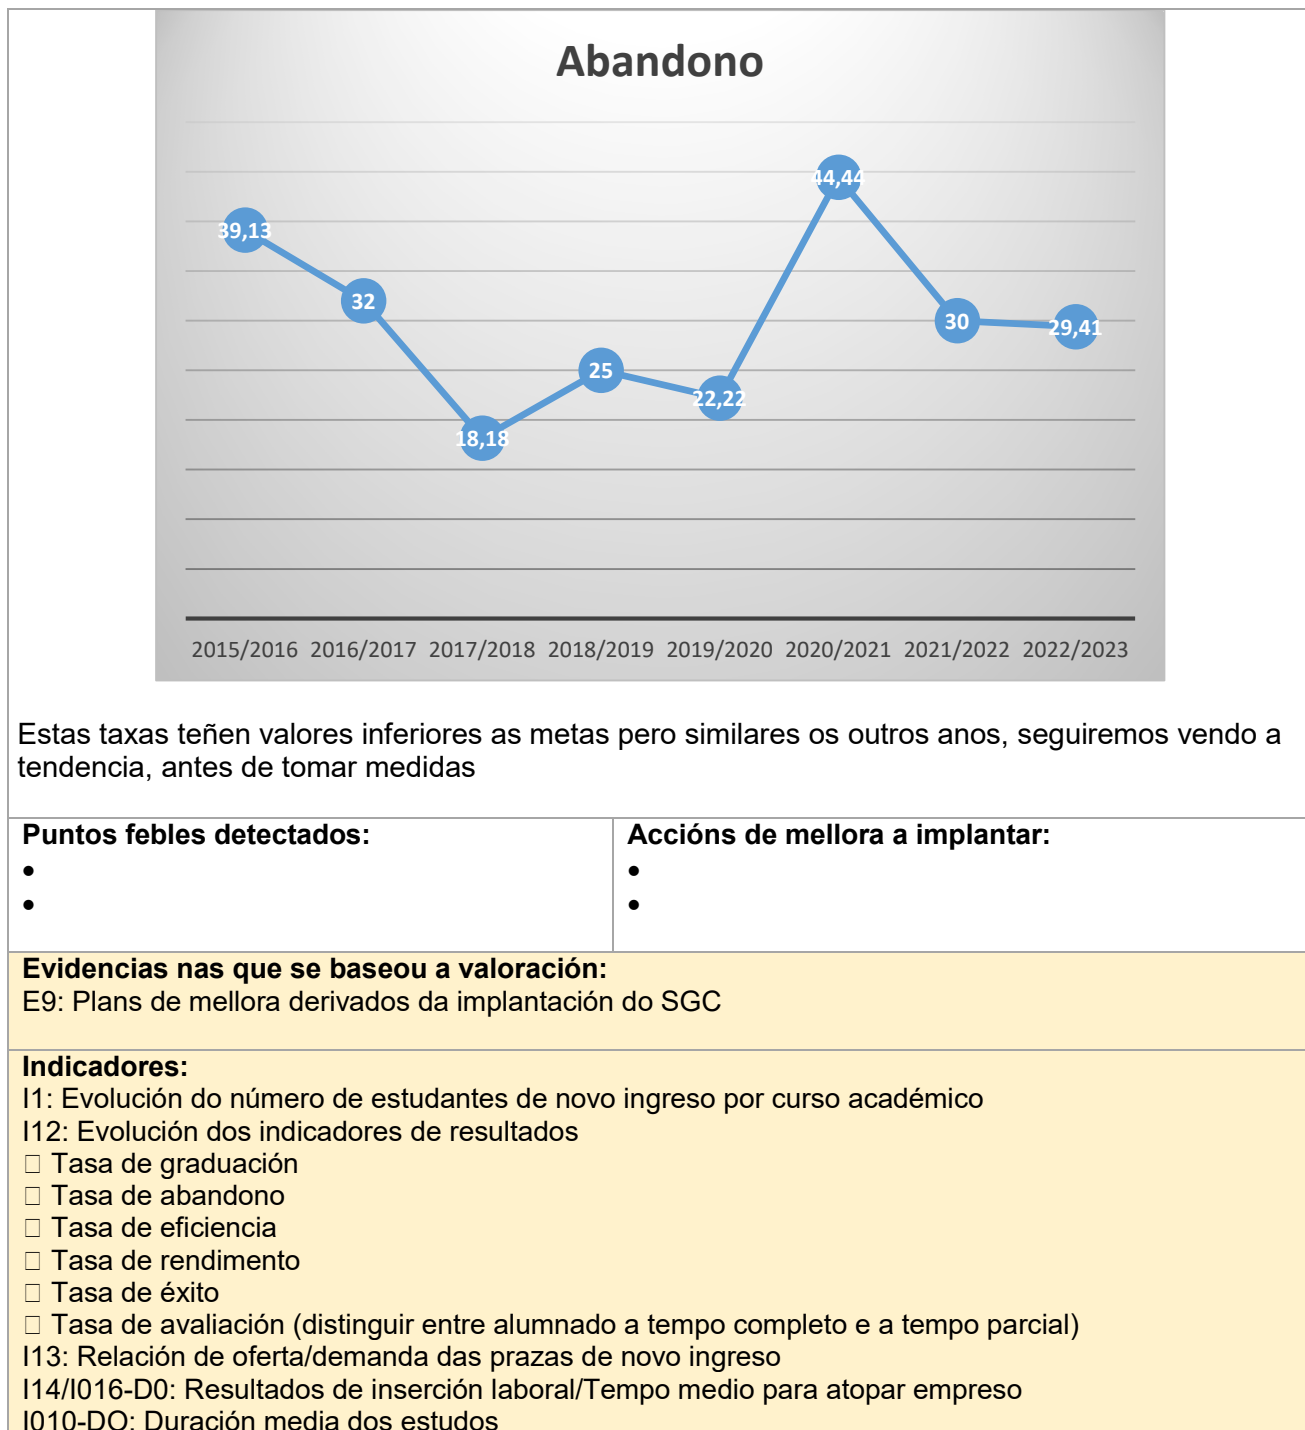 Abandono
39,13
32
18,18
25
22,22
44,44
30
29,41
2015/2016 2016/2017 2017/2018 2018/2019 2019/2020 2020/2021 2021/2022 2022/2023
Estas taxas teñen valores inferiores as metas pero similares os outros anos, seguiremos vendo a
tendencia, antes de tomar medidas
Puntos febles detectados:
•
•
Accións de mellora a implantar:
•
•
Evidencias nas que se baseou a valoración:
E9: Plans de mellora derivados da implantación do SGC
Indicadores:
I1: Evolución do número de estudantes de novo ingreso por curso académico
I12: Evolución dos indicadores de resultados
□ Tasa de graduación
□ Tasa de abandono
□ Tasa de eficiencia
□ Tasa de rendimento
□ Tasa de éxito
□ Tasa de avaliación (distinguir entre alumnado a tempo completo e a tempo parcial)
I13: Relación de oferta/demanda das prazas de novo ingreso
I14/I016-D0: Resultados de inserción laboral/Tempo medio para atopar empreso
I010-DO: Duración media dos estudos